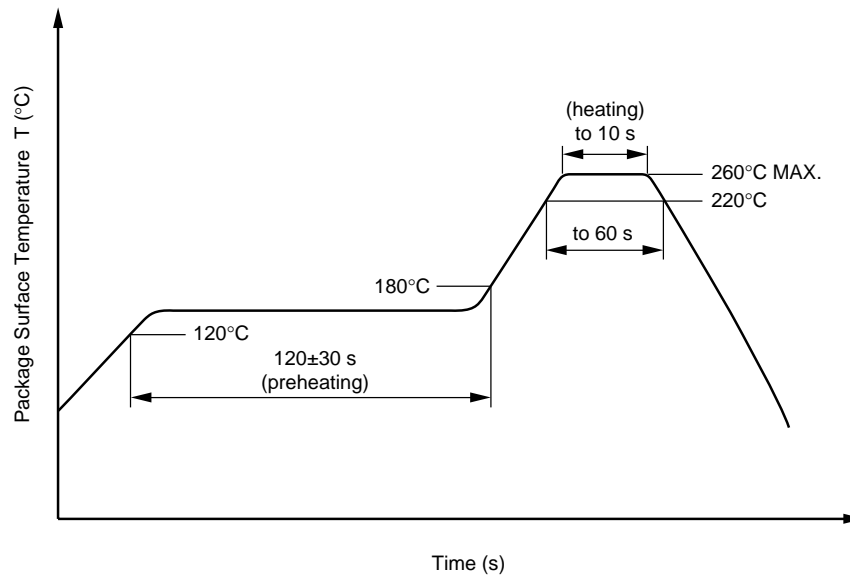 Package Surface Temperature T (°C)
(heating)
to 10 s
260°C MAX.
220°C
to 60 s
180°C
120°C
120±30 s
(preheating)
Time (s)